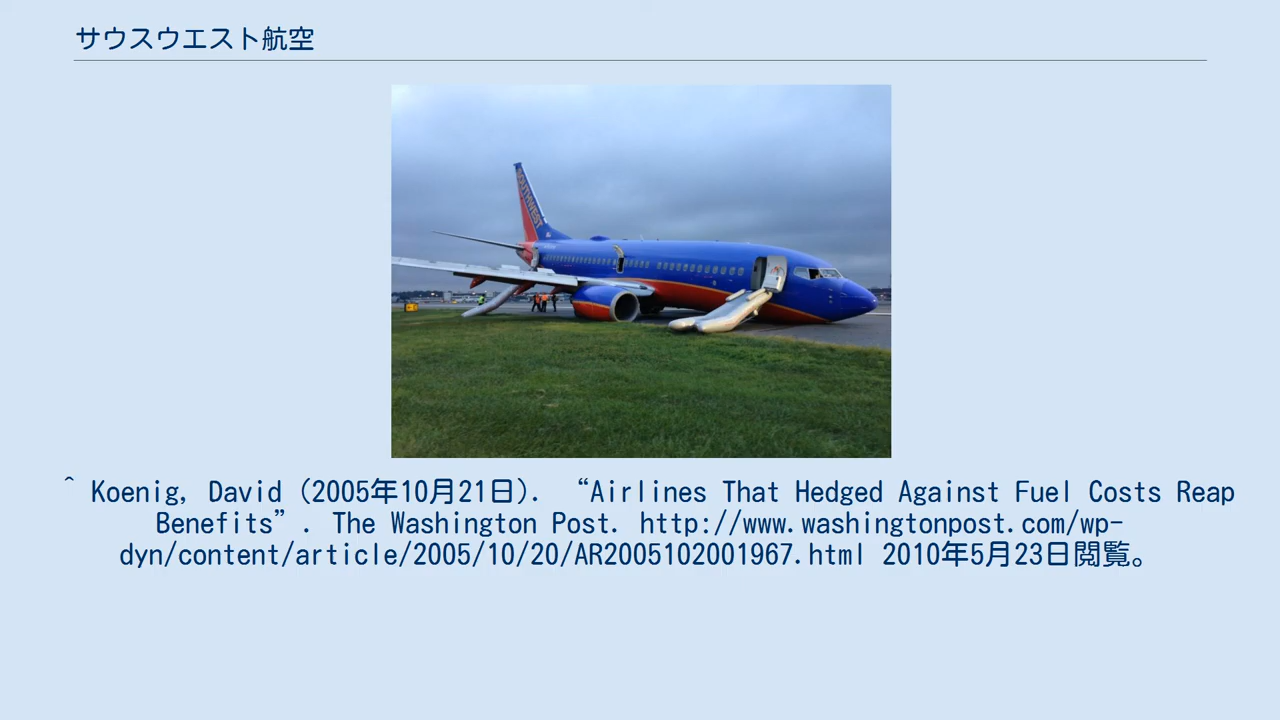 サウスウエスト航空
SOUTHWEST
^ Koenig, David (2005年10月21日). “Airlines That Hedged Against Fuel Costs Reap
Benefits”. The Washington Post. http://www.washingtonpost.com/wp-
dyn/content/article/2005/10/20/AR2005102001967.html 2010年5月23日閲覧。